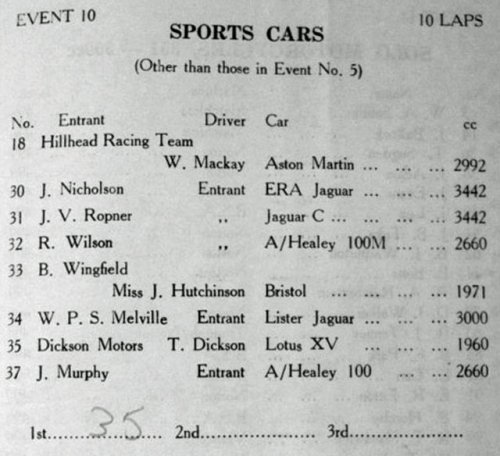 EVENT 10 10 LAPS
SPORTS CARS
(Other than those in Event No. 5)
No. Entrant Driver Car cc
18 Hillhead Racing Team
W. Mackay Aston Martin ... ... ... 2992
30 J. Nicholson Entrant ERA Jaguar ... ... ... 3442
31 J. V. Ropner ,, Jaguar C ... ... ... ... 3442
32 R. Wilson ,, A/Healey 100M ... ... 2660
33 B. Wingfield
Miss J. Hutchinson Bristol ... ... ... ... 1971
34 W. P. S. Melville Entrant Lister Jaguar ... ... ... 3000
35 Dickson Motors T. Dickson Lotus XV ... ... ... 1960
37 J. Murphy Entrant A/Healey 100 ... ... 2660
1st......35...... 2nd..................... 3rd.....................